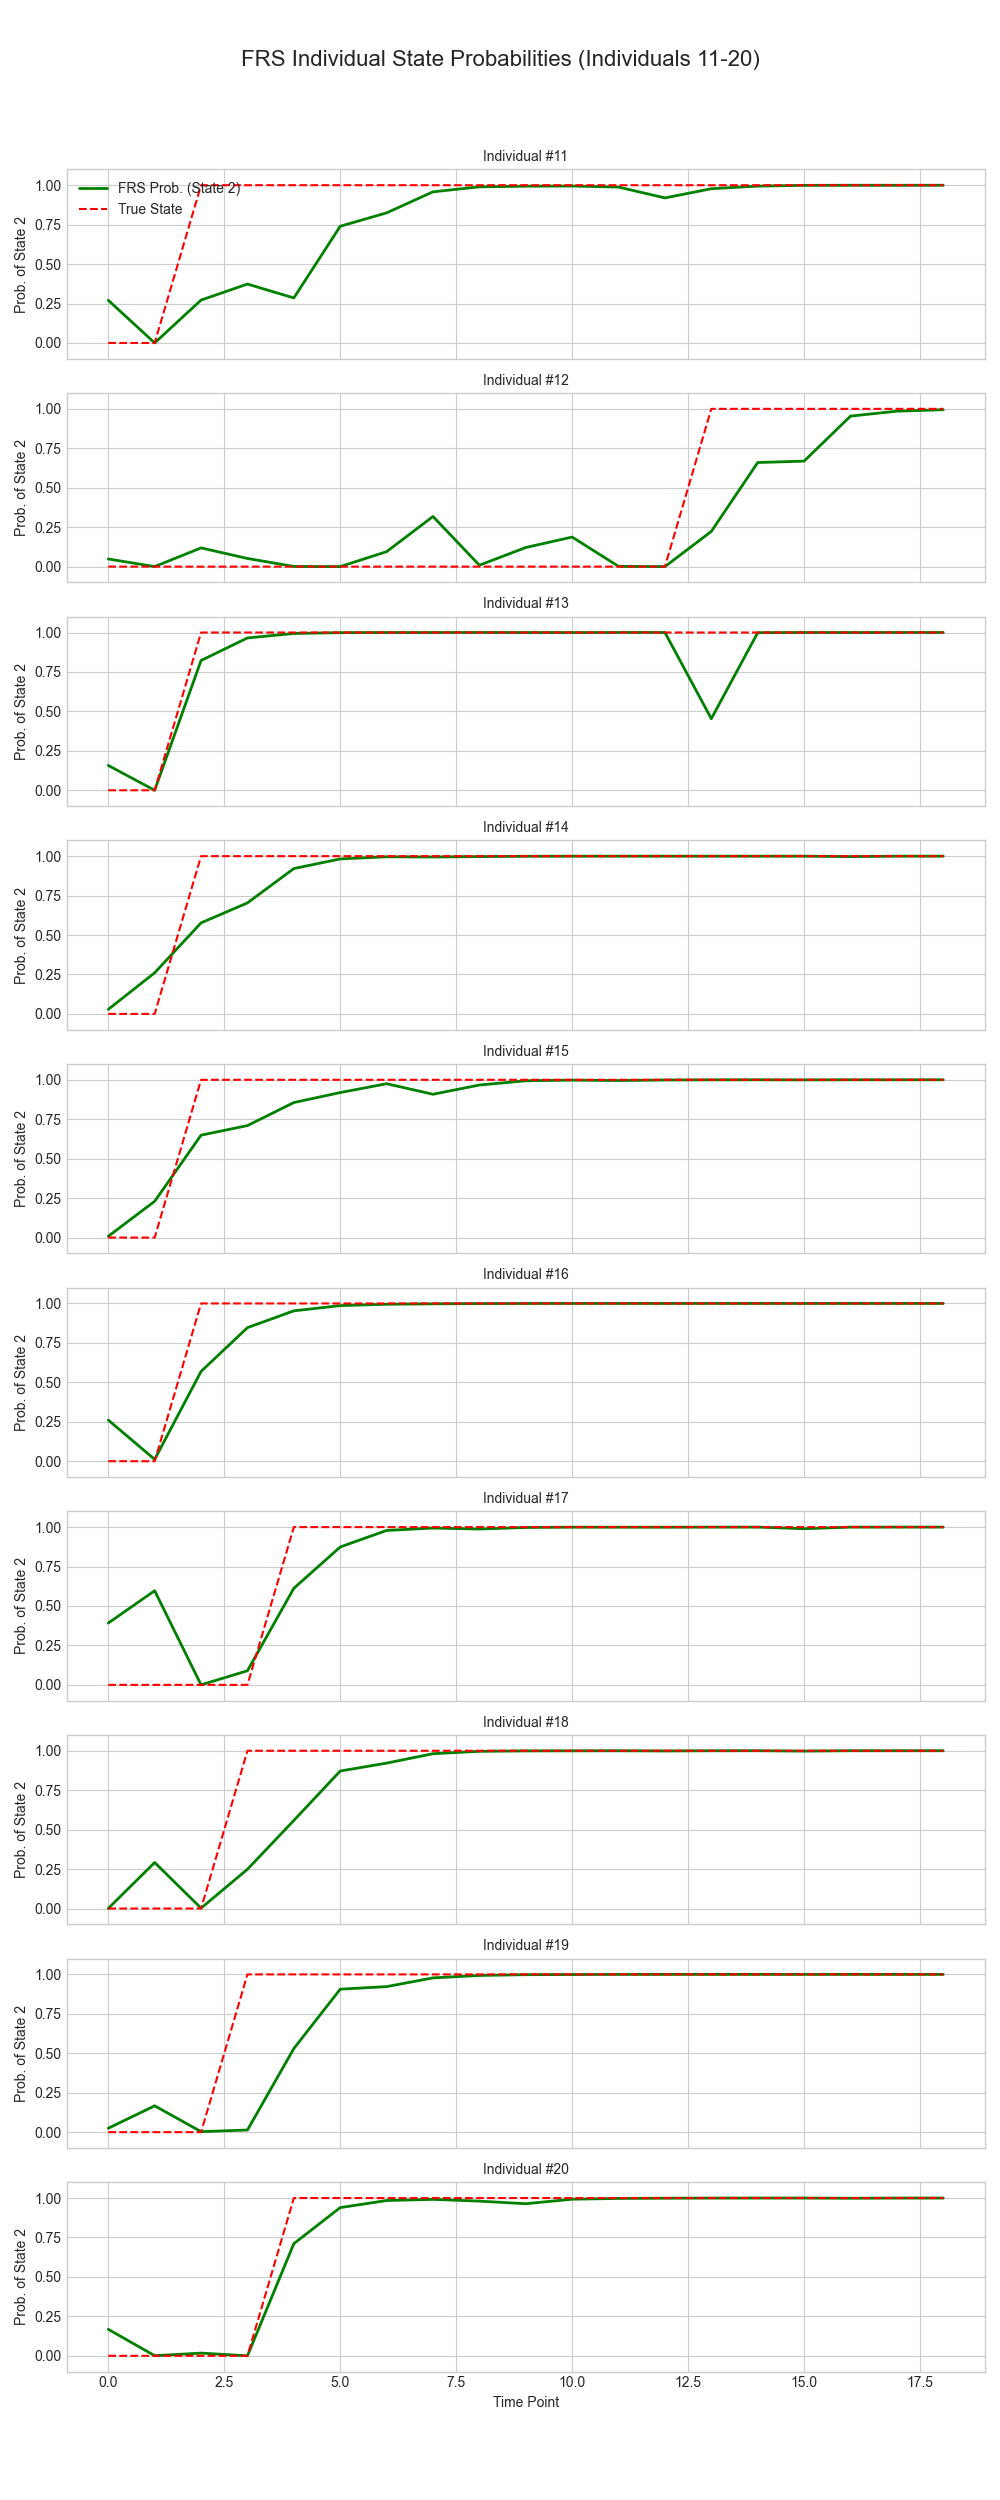 FRS Individual State Probabilities (Individuals 11-20)
Individual #11
FRS Prob. (State 2)
True State
Prob. of State 2
1.00
0.75
0.50
0.25
0.00
Individual #12
Prob. of State 2
1.00
0.75
0.50
0.25
0.00
Individual #13
Prob. of State 2
1.00
0.75
0.50
0.25
0.00
Individual #14
Prob. of State 2
1.00
0.75
0.50
0.25
0.00
Individual #15
Prob. of State 2
1.00
0.75
0.50
0.25
0.00
Individual #16
Prob. of State 2
1.00
0.75
0.50
0.25
0.00
Individual #17
Prob. of State 2
1.00
0.75
0.50
0.25
0.00
Individual #18
Prob. of State 2
1.00
0.75
0.50
0.25
0.00
Individual #19
Prob. of State 2
1.00
0.75
0.50
0.25
0.00
Individual #20
Prob. of State 2
1.00
0.75
0.50
0.25
0.00
0.0 2.5 5.0 7.5 10.0 12.5 15.0 17.5
Time Point